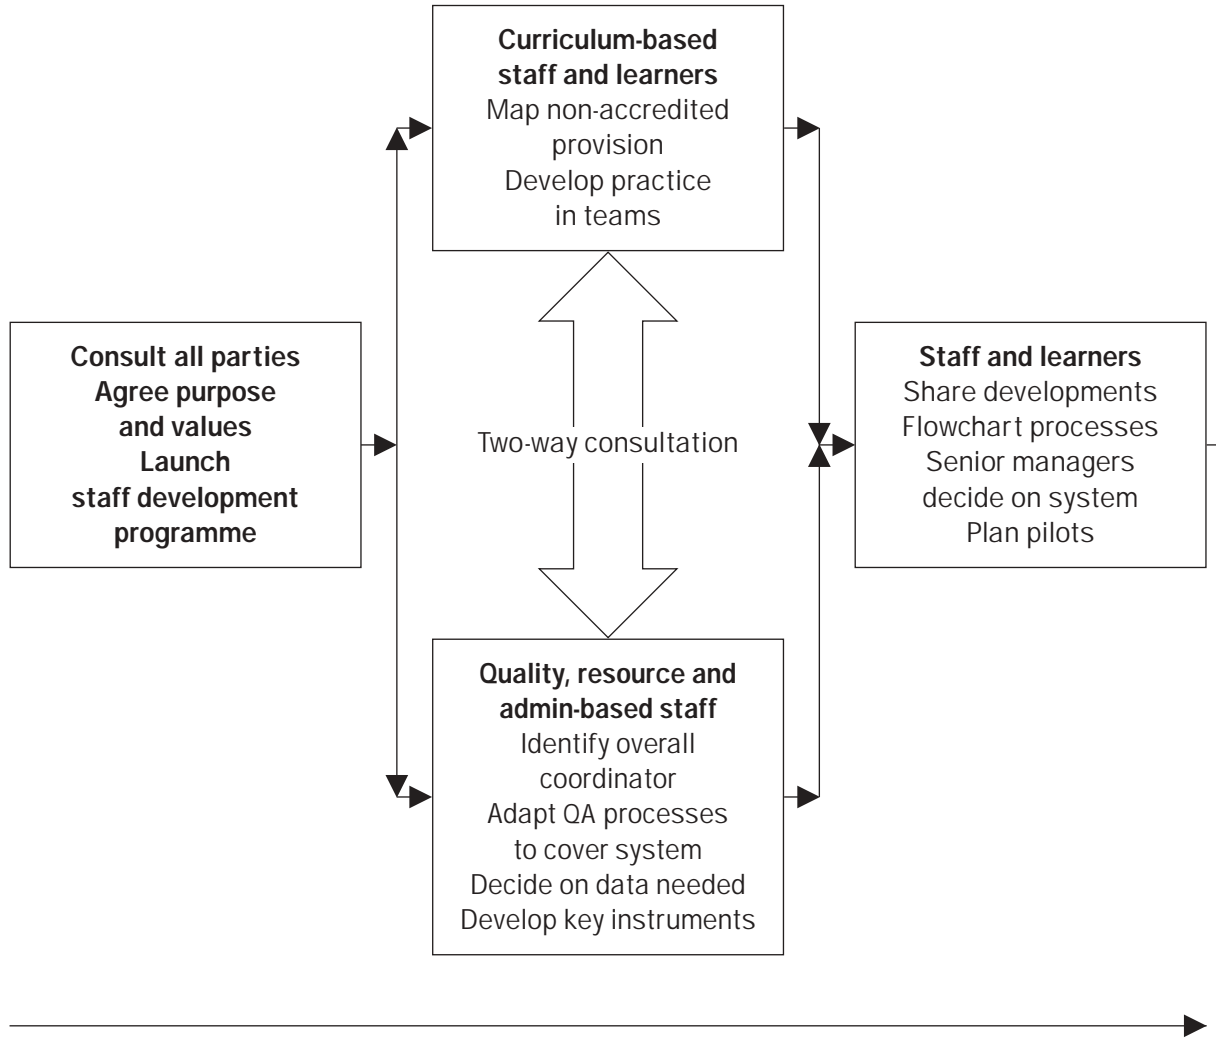 Curriculum-based
staff and learners
Map non-accredited
provision
Develop practice
in teams
Consult all parties
Agree purpose
and values
Launch
staff development
programme
Two-way consultation
Staff and learners
Share developments
Flowchart processes
Senior managers
decide on system
Plan pilots
Quality, resource and
admin-based staff
Identify overall
coordinator
Adapt QA processes
to cover system
Decide on data needed
Develop key instruments